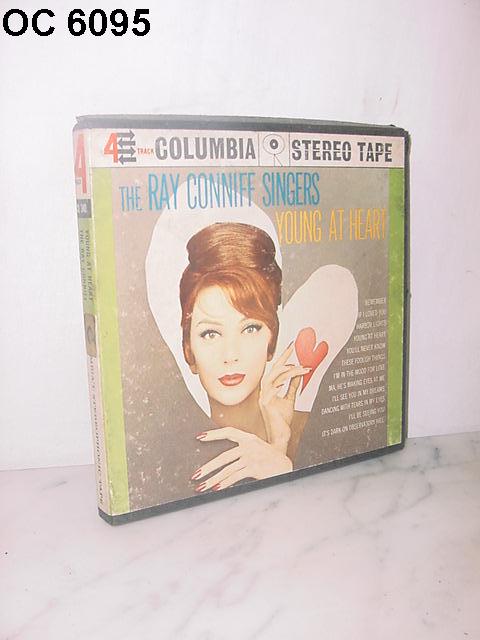 OC 6095
4 TRACK COLUMBIA STEREO TAPE
THE RAY CONNIFF SINGERS
YOUNG AT HEART
REMEMBER
IF I LOVED YOU
HARBOR LIGHTS
YOUNG AT HEART
YOU'LL NEVER KNOW
THESE FOOLISH THINGS
I'M IN THE MOOD FOR LOVE
MA, HE'S MAKING EYES AT ME
I'LL SEE YOU IN MY DREAMS
DANCING WITH TEARS IN MY EYES
I'LL BE SEEING YOU
IT'S DARK ON OBSERVATORY HILL
4
YOUNG AT HEART
THE RAY CONNIFF